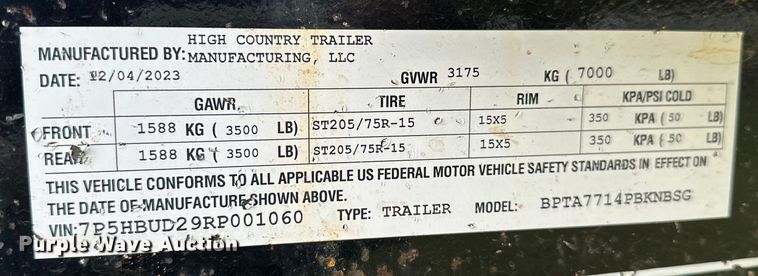 HIGH COUNTRY TRAILER
MANUFACTURED BY: MANUFACTURING, LLC
DATE: 12/04/2023 GVWR 3175 KG ( 7000 LB)
GAWR TIRE RIM KPA/PSI COLD
FRONT 1588 KG ( 3500 LB) ST205/75R-15 15X5 350 KPA ( 50 LB)
REAR 1588 KG ( 3500 LB) ST205/75R-15 15X5 350 KPA ( 50 LB)
THIS VEHICLE CONFORMS TO ALL APPLICABLE US FEDERAL MOTOR VEHICLE SAFETY STANDARDS IN EFFECT ON
THE DATE OF MANUFACTURE SHOWN ABOVE.
VIN: 7P5HBUD29RP001060 TYPE: TRAILER MODEL: BPTA7714PBKNBSG
Purple Wave Auction